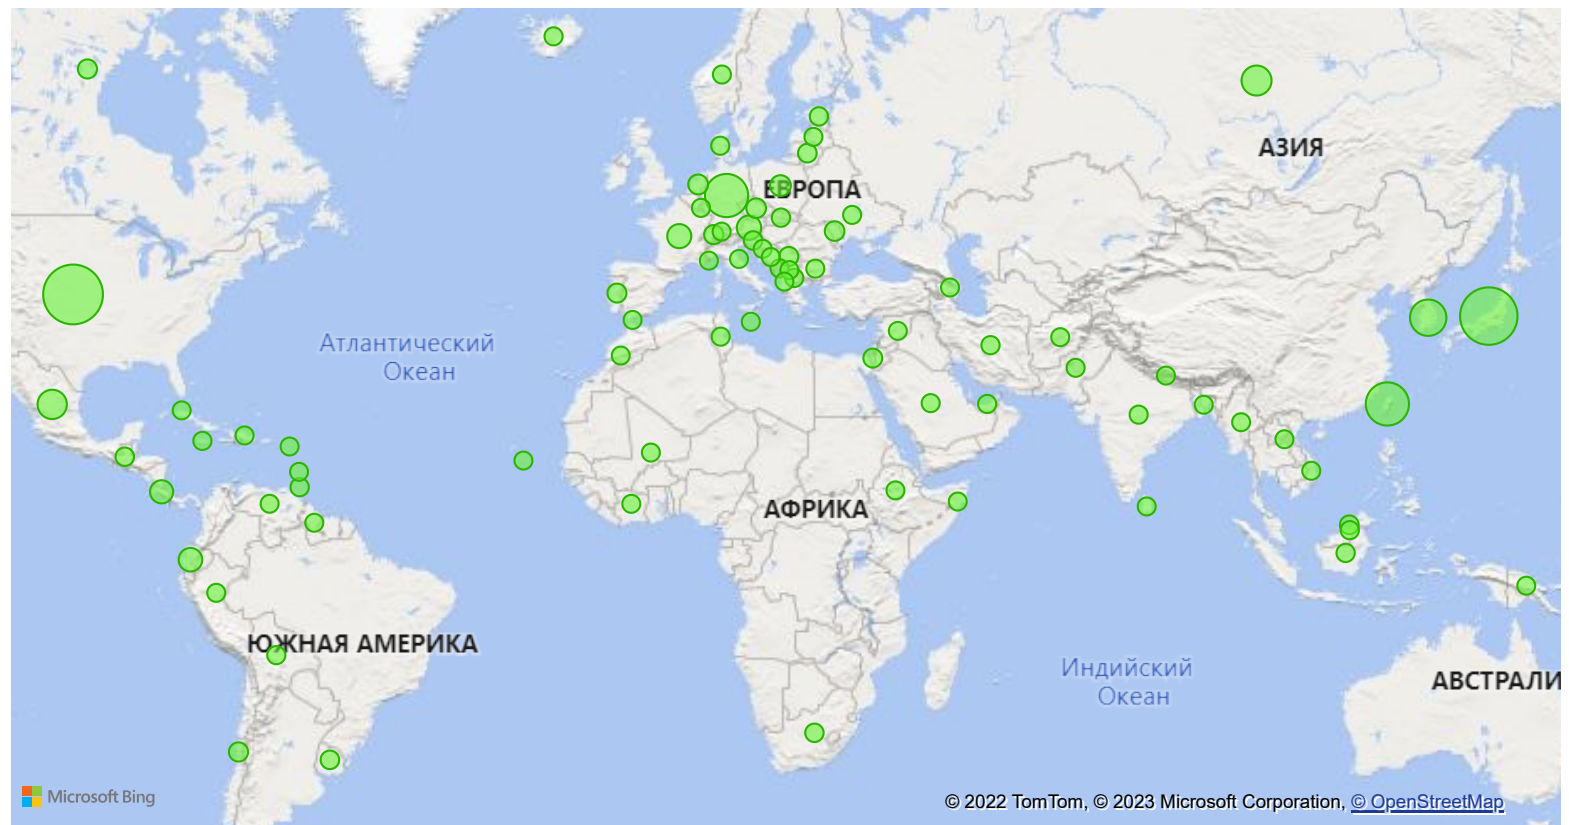 АЗИЯ
ЕВРОПА
Атлантический
Океан
АФРИКА
ЮЖНАЯ АМЕРИКА
Индийский
Океан
АВСТРАЛИ
Microsoft Bing
© 2022 TomTom, © 2023 Microsoft Corporation, © OpenStreetMap